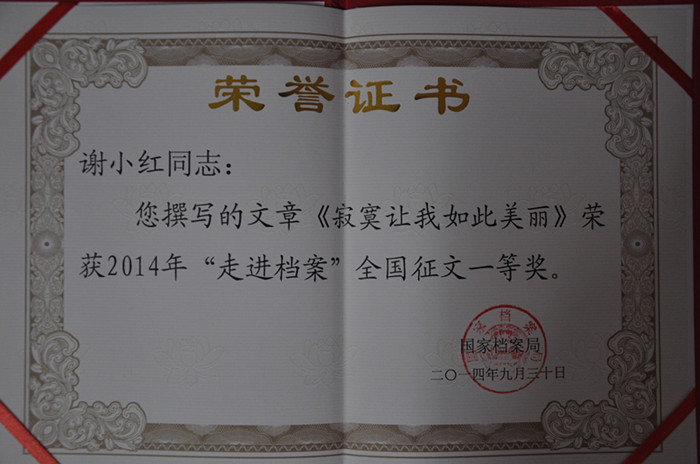 荣誉证书
谢小红同志：
您撰写的文章《寂寞让我如此美丽》荣
获2014年“走进档案”全国征文一等奖。
国家档案局
二〇一四年九月三十日